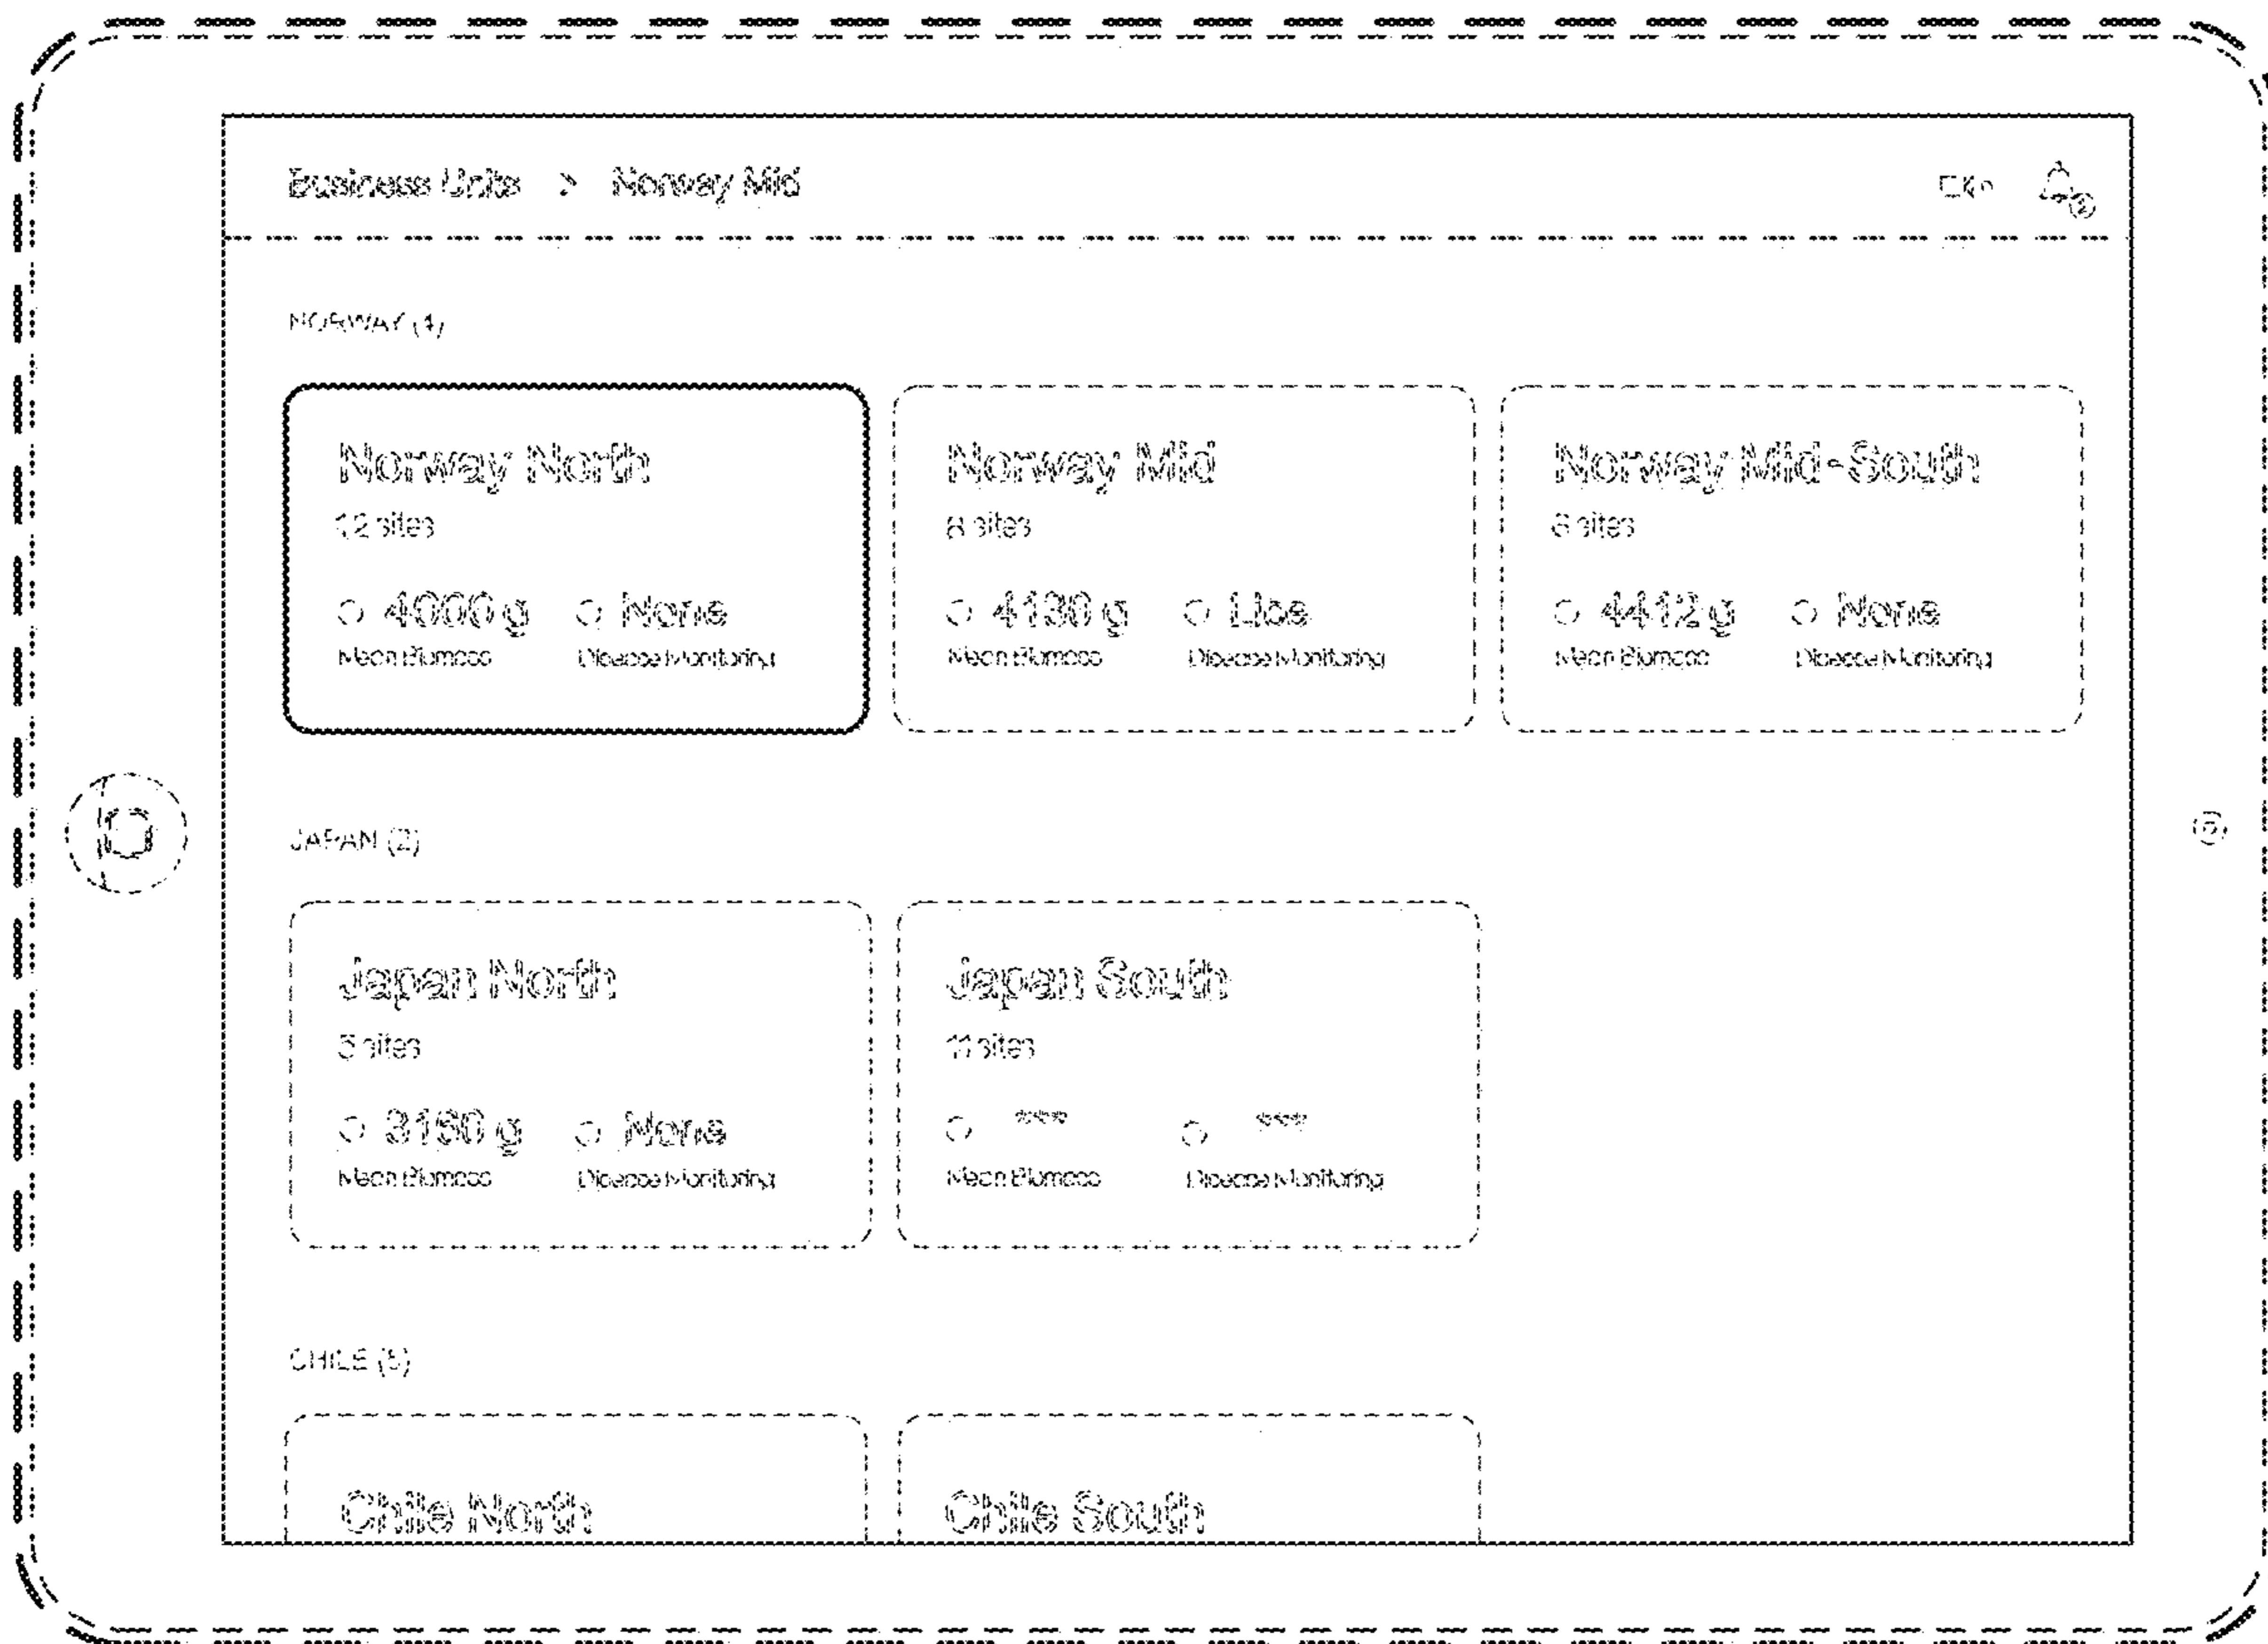 Business Units > Norway Mid
NORWAY (4)
Norway North
12 sites
4000 g
None
Mean Biomass
Disease Monitoring
Norway Mid
8 sites
4130 g
Lice
Mean Biomass
Disease Monitoring
Norway Mid-South
6 sites
4412 g
None
Mean Biomass
Disease Monitoring
JAPAN (2)
Japan North
5 sites
None
Mean Biomass
Disease Monitoring
Japan South
11 sites
***
***
Mean Biomass
Disease Monitoring
CHILE (5)
Chile North
Chile South